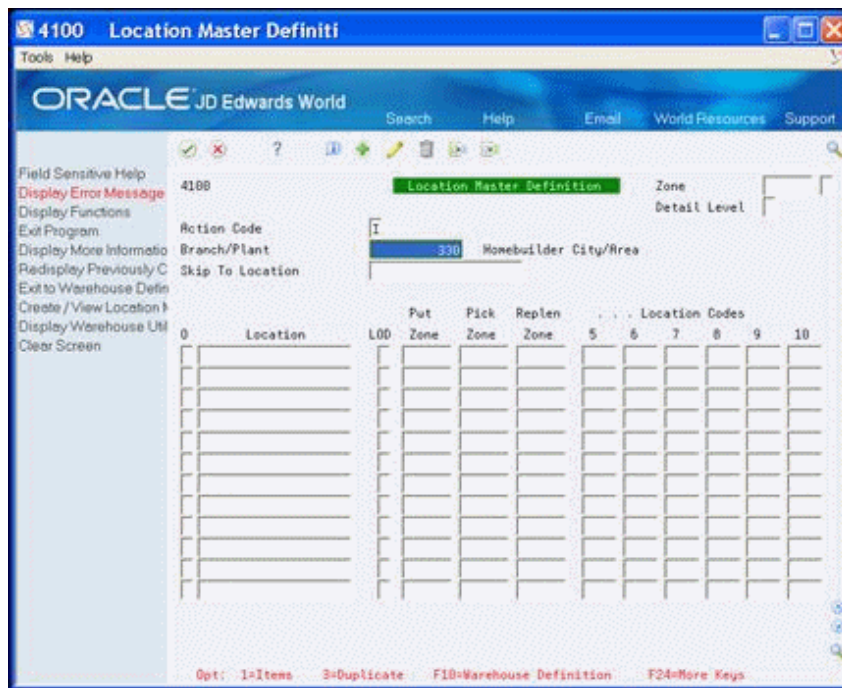 4100 Location Master Definiti
Tools Help
ORACLE JD Edwards World
Search Help Email World Resources Support
Field Sensitive Help
Display Error Message
Display Functions
Exit Program
Display More Informatio
Redisplay Previously C
Exit to Warehouse Defin
Create / View Location M
Display Warehouse Util
Clear Screen
4100 Location Master Definition Zone
Detail Level
Action Code I
Branch/Plant 330 Homebuilder City/Area
Skip To Location
Put Pick Replen . . . Location Codes
O Location LOD Zone Zone Zone 5 6 7 8 9 10
Opt: 1=Items 3=Duplicate F10=Warehouse Definition F24=More Keys